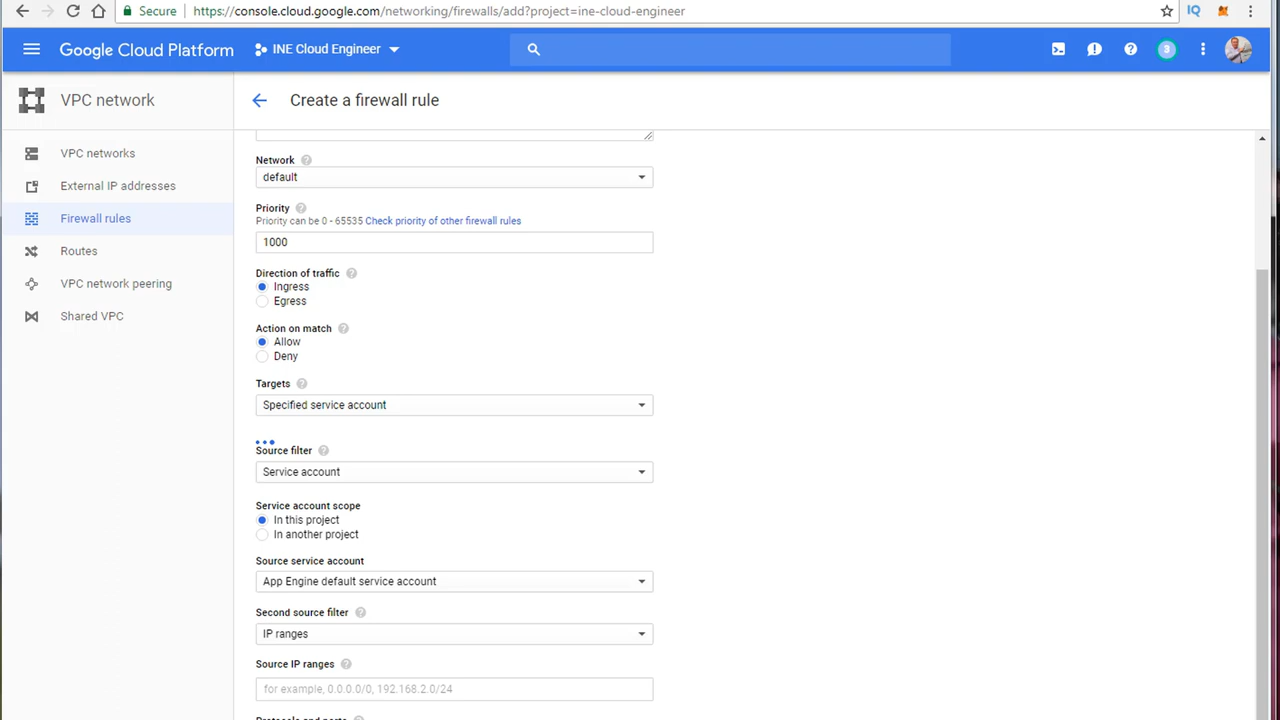 Secure https://console.cloud.google.com/networking/firewalls/add?project=ine-cloud-engineer
IQ
Google Cloud Platform INE Cloud Engineer 3
VPC network
Create a firewall rule
VPC networks
External IP addresses
Firewall rules
Routes
VPC network peering
Shared VPC
Network
default
Priority
Priority can be 0 - 65535 Check priority of other firewall rules
1000
Direction of traffic
Ingress
Egress
Action on match
Allow
Deny
Targets
Specified service account
Source filter
Service account
Service account scope
In this project
In another project
Source service account
App Engine default service account
Second source filter
IP ranges
Source IP ranges
for example, 0.0.0.0/0, 192.168.2.0/24
Protocols and ports